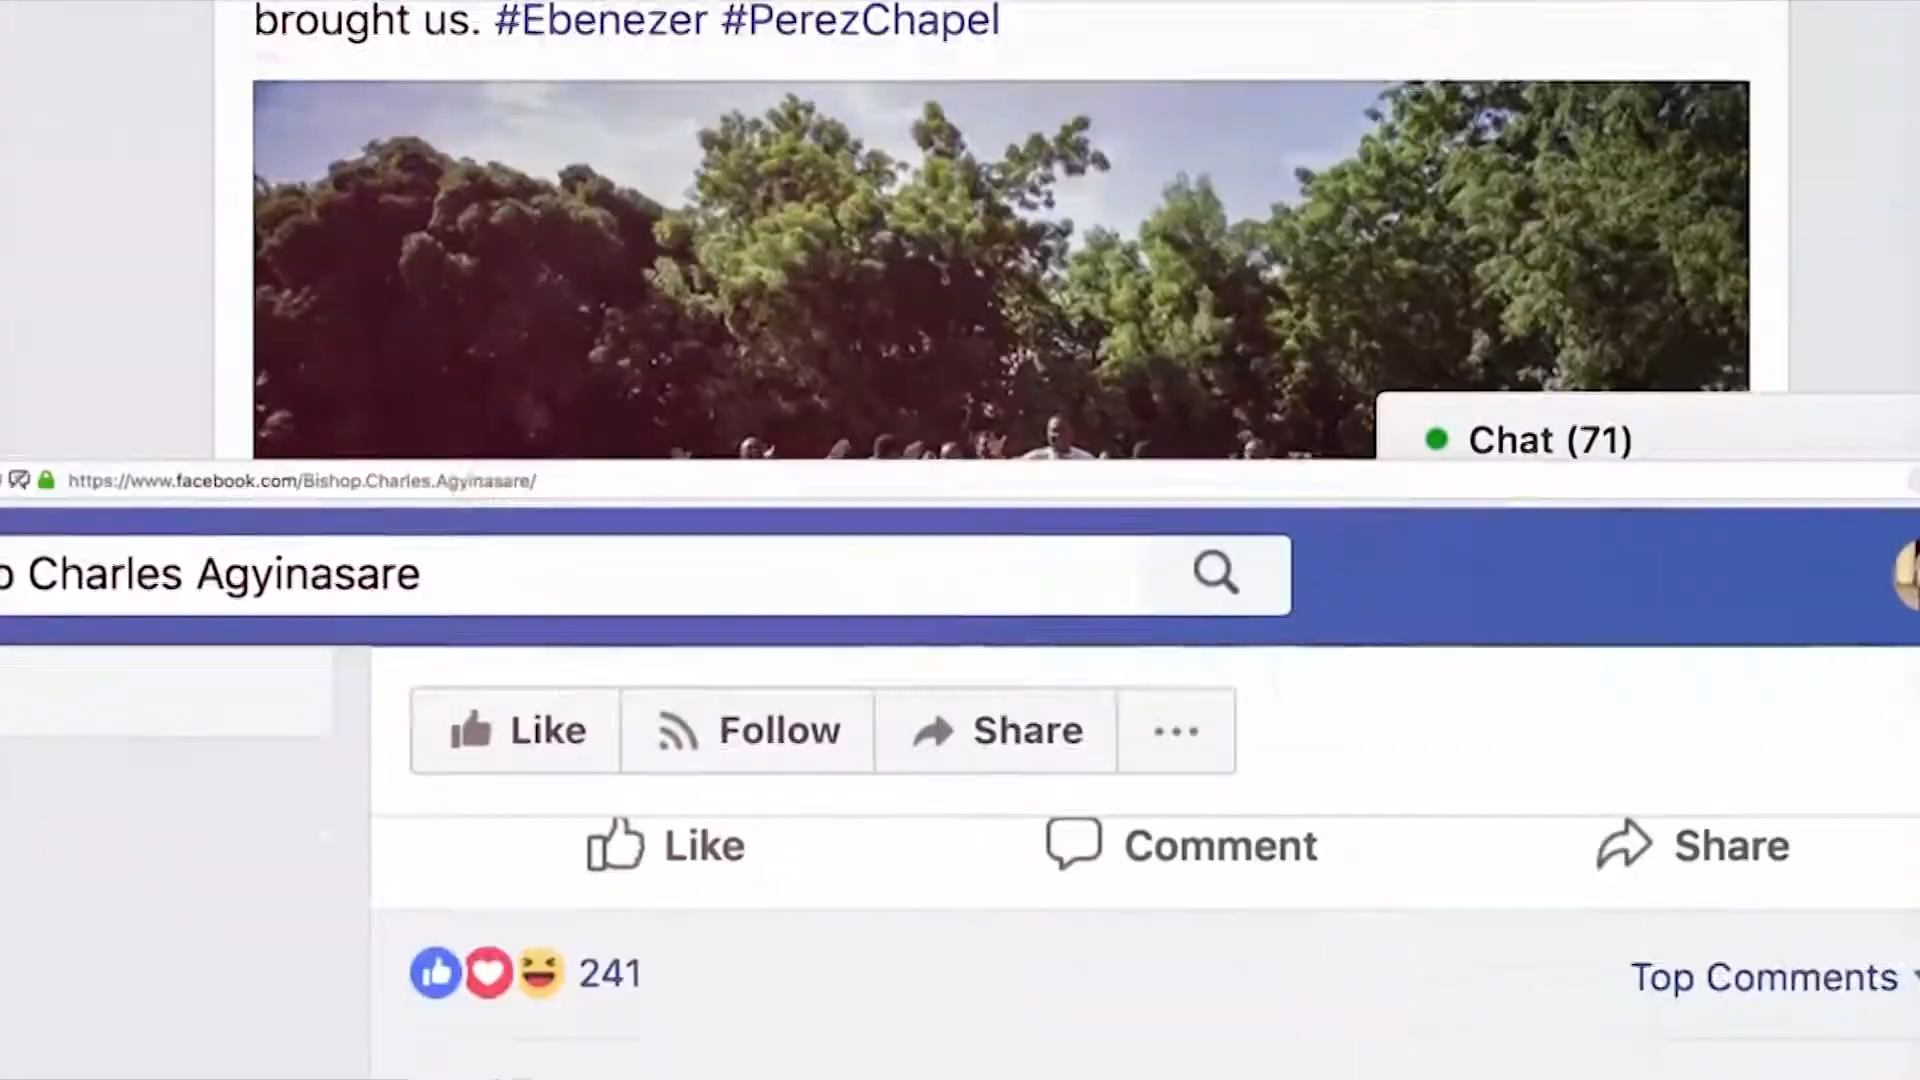 brought us. #Ebenezer #PerezChapel
Chat (71)
https://www.facebook.com/Bishop.Charles.Agyinasare/
Charles Agyinasare
Like
Follow
Share
Like
Comment
Share
241
Top Comments